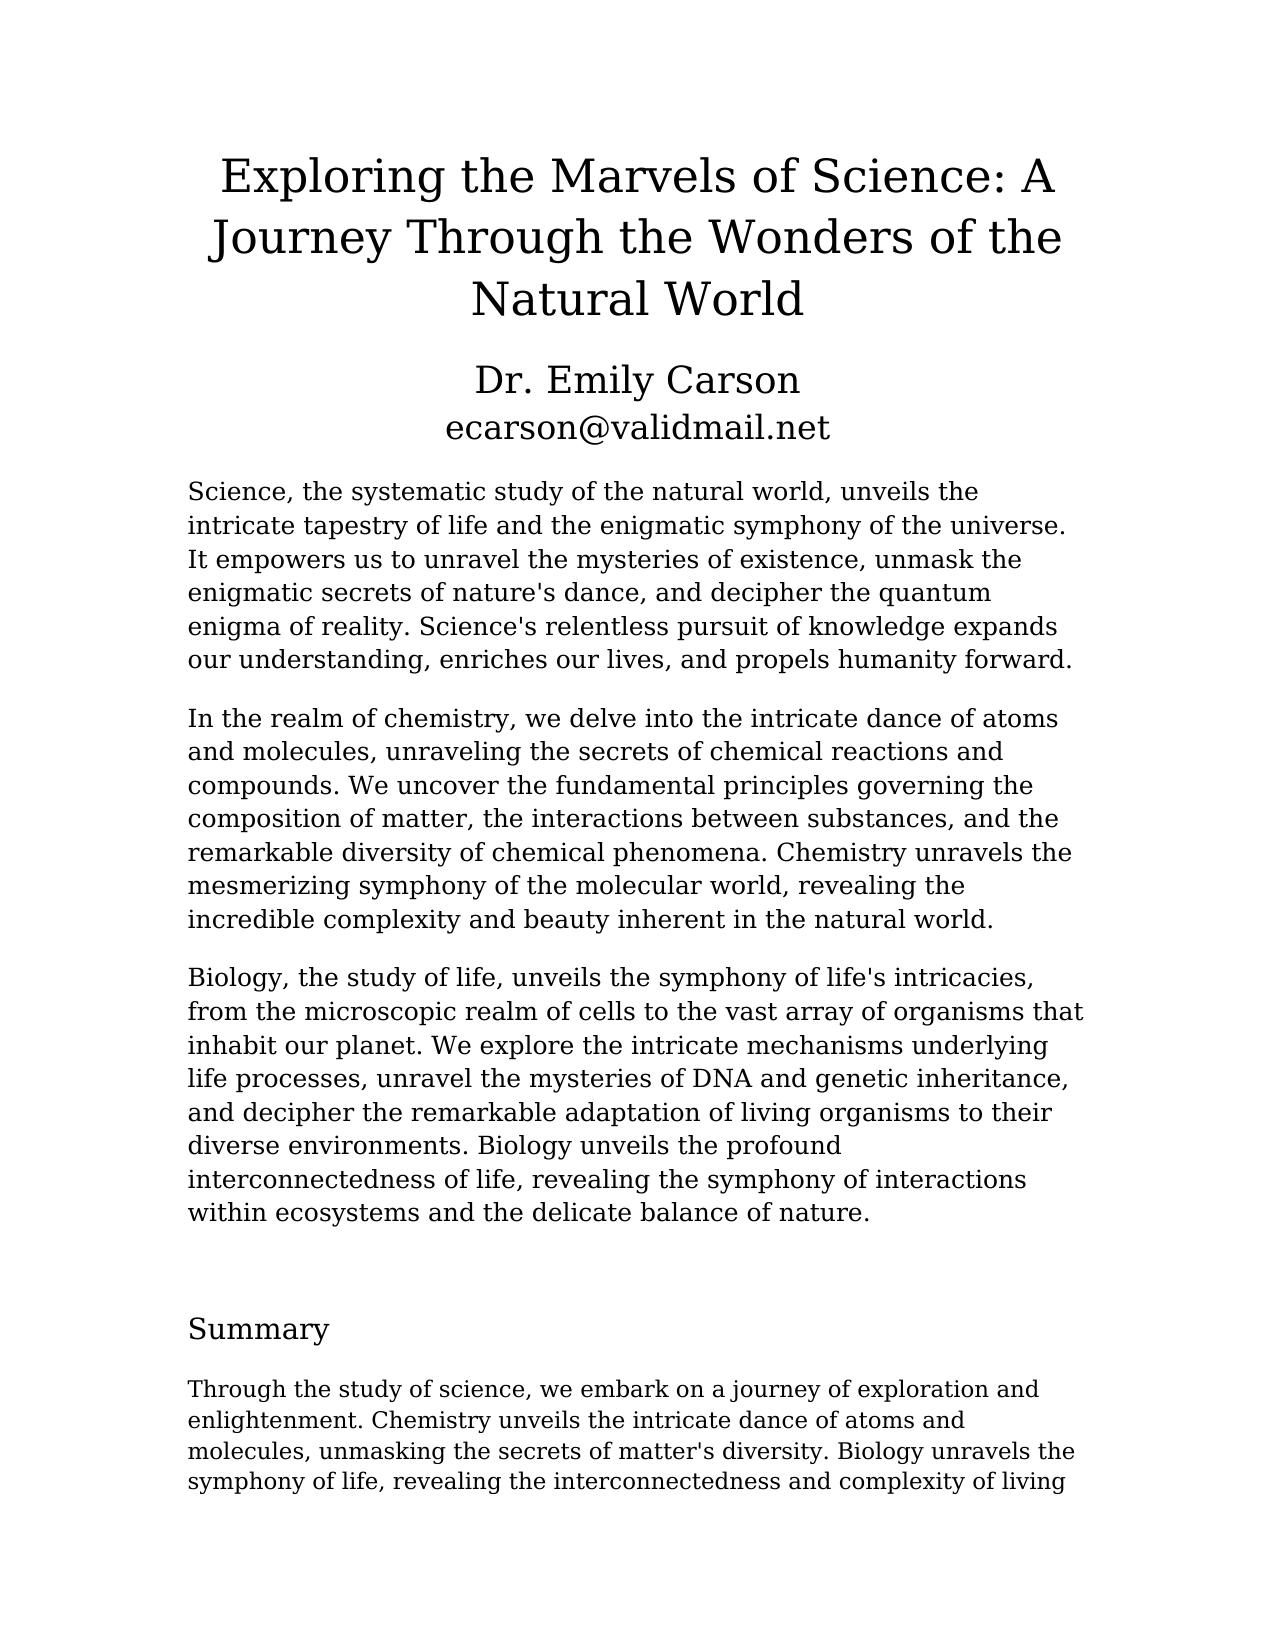 Exploring the Marvels of Science: A
Journey Through the Wonders of the
Natural World
Dr. Emily Carson
ecarson@validmail.net
Science, the systematic study of the natural world, unveils the
intricate tapestry of life and the enigmatic symphony of the universe.
It empowers us to unravel the mysteries of existence, unmask the
enigmatic secrets of nature's dance, and decipher the quantum
enigma of reality. Science's relentless pursuit of knowledge expands
our understanding, enriches our lives, and propels humanity forward.
In the realm of chemistry, we delve into the intricate dance of atoms
and molecules, unraveling the secrets of chemical reactions and
compounds. We uncover the fundamental principles governing the
composition of matter, the interactions between substances, and the
remarkable diversity of chemical phenomena. Chemistry unravels the
mesmerizing symphony of the molecular world, revealing the
incredible complexity and beauty inherent in the natural world.
Biology, the study of life, unveils the symphony of life's intricacies,
from the microscopic realm of cells to the vast array of organisms that
inhabit our planet. We explore the intricate mechanisms underlying
life processes, unravel the mysteries of DNA and genetic inheritance,
and decipher the remarkable adaptation of living organisms to their
diverse environments. Biology unveils the profound
interconnectedness of life, revealing the symphony of interactions
within ecosystems and the delicate balance of nature.
Summary
Through the study of science, we embark on a journey of exploration and
enlightenment. Chemistry unveils the intricate dance of atoms and
molecules, unmasking the secrets of matter's diversity. Biology unravels the
symphony of life, revealing the interconnectedness and complexity of living